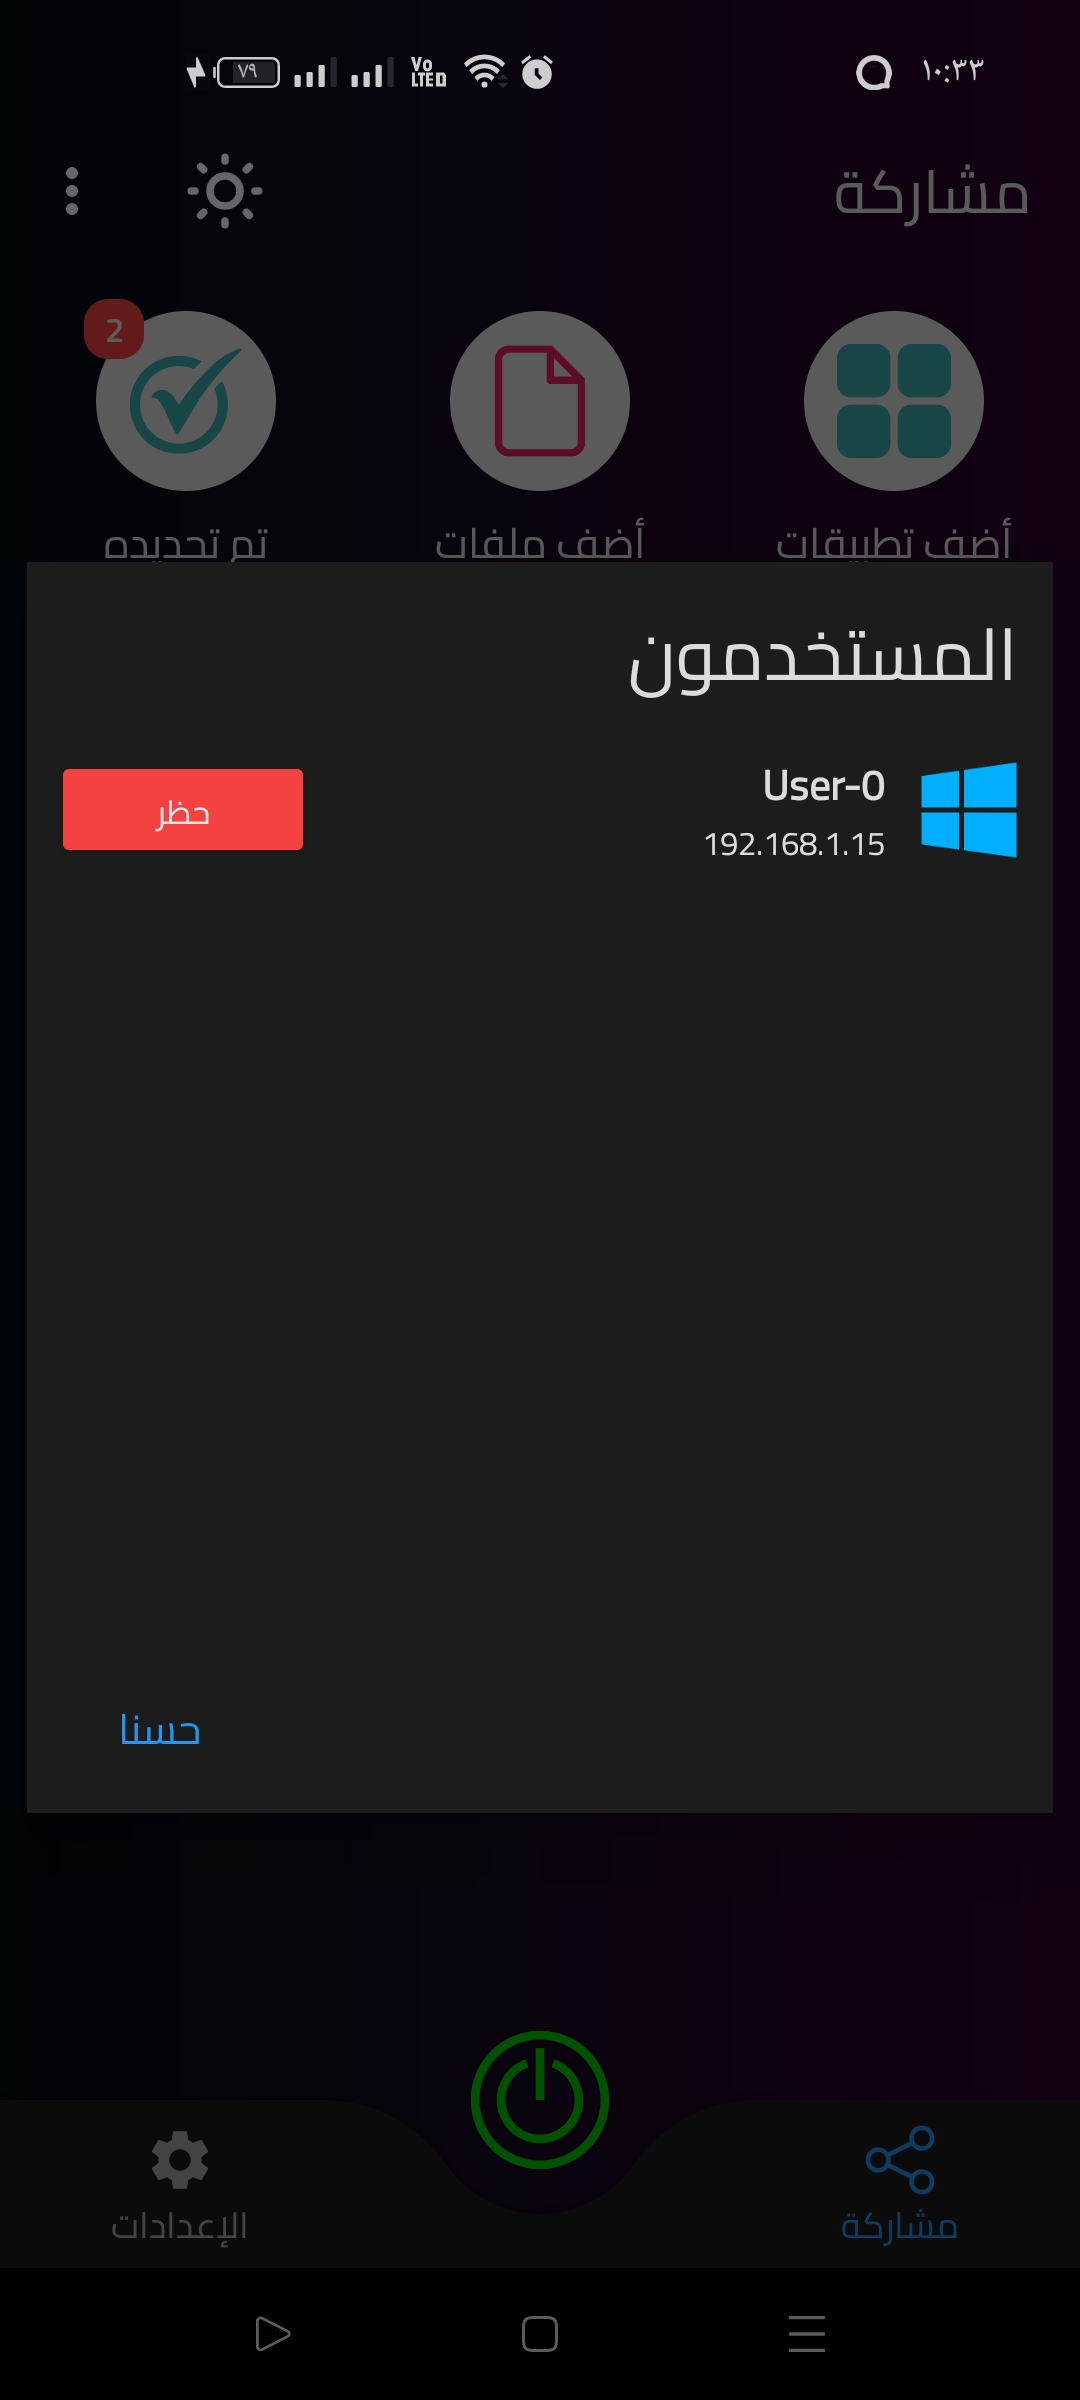 ١٠:٣٣
Vo LTED
٧٩
مشاركة
أضف تطبيقات
أضف ملفات
2
تم تحديده
المستخدمون
User-0
192.168.1.15
حظر
حسنا
مشاركة
الإعدادات